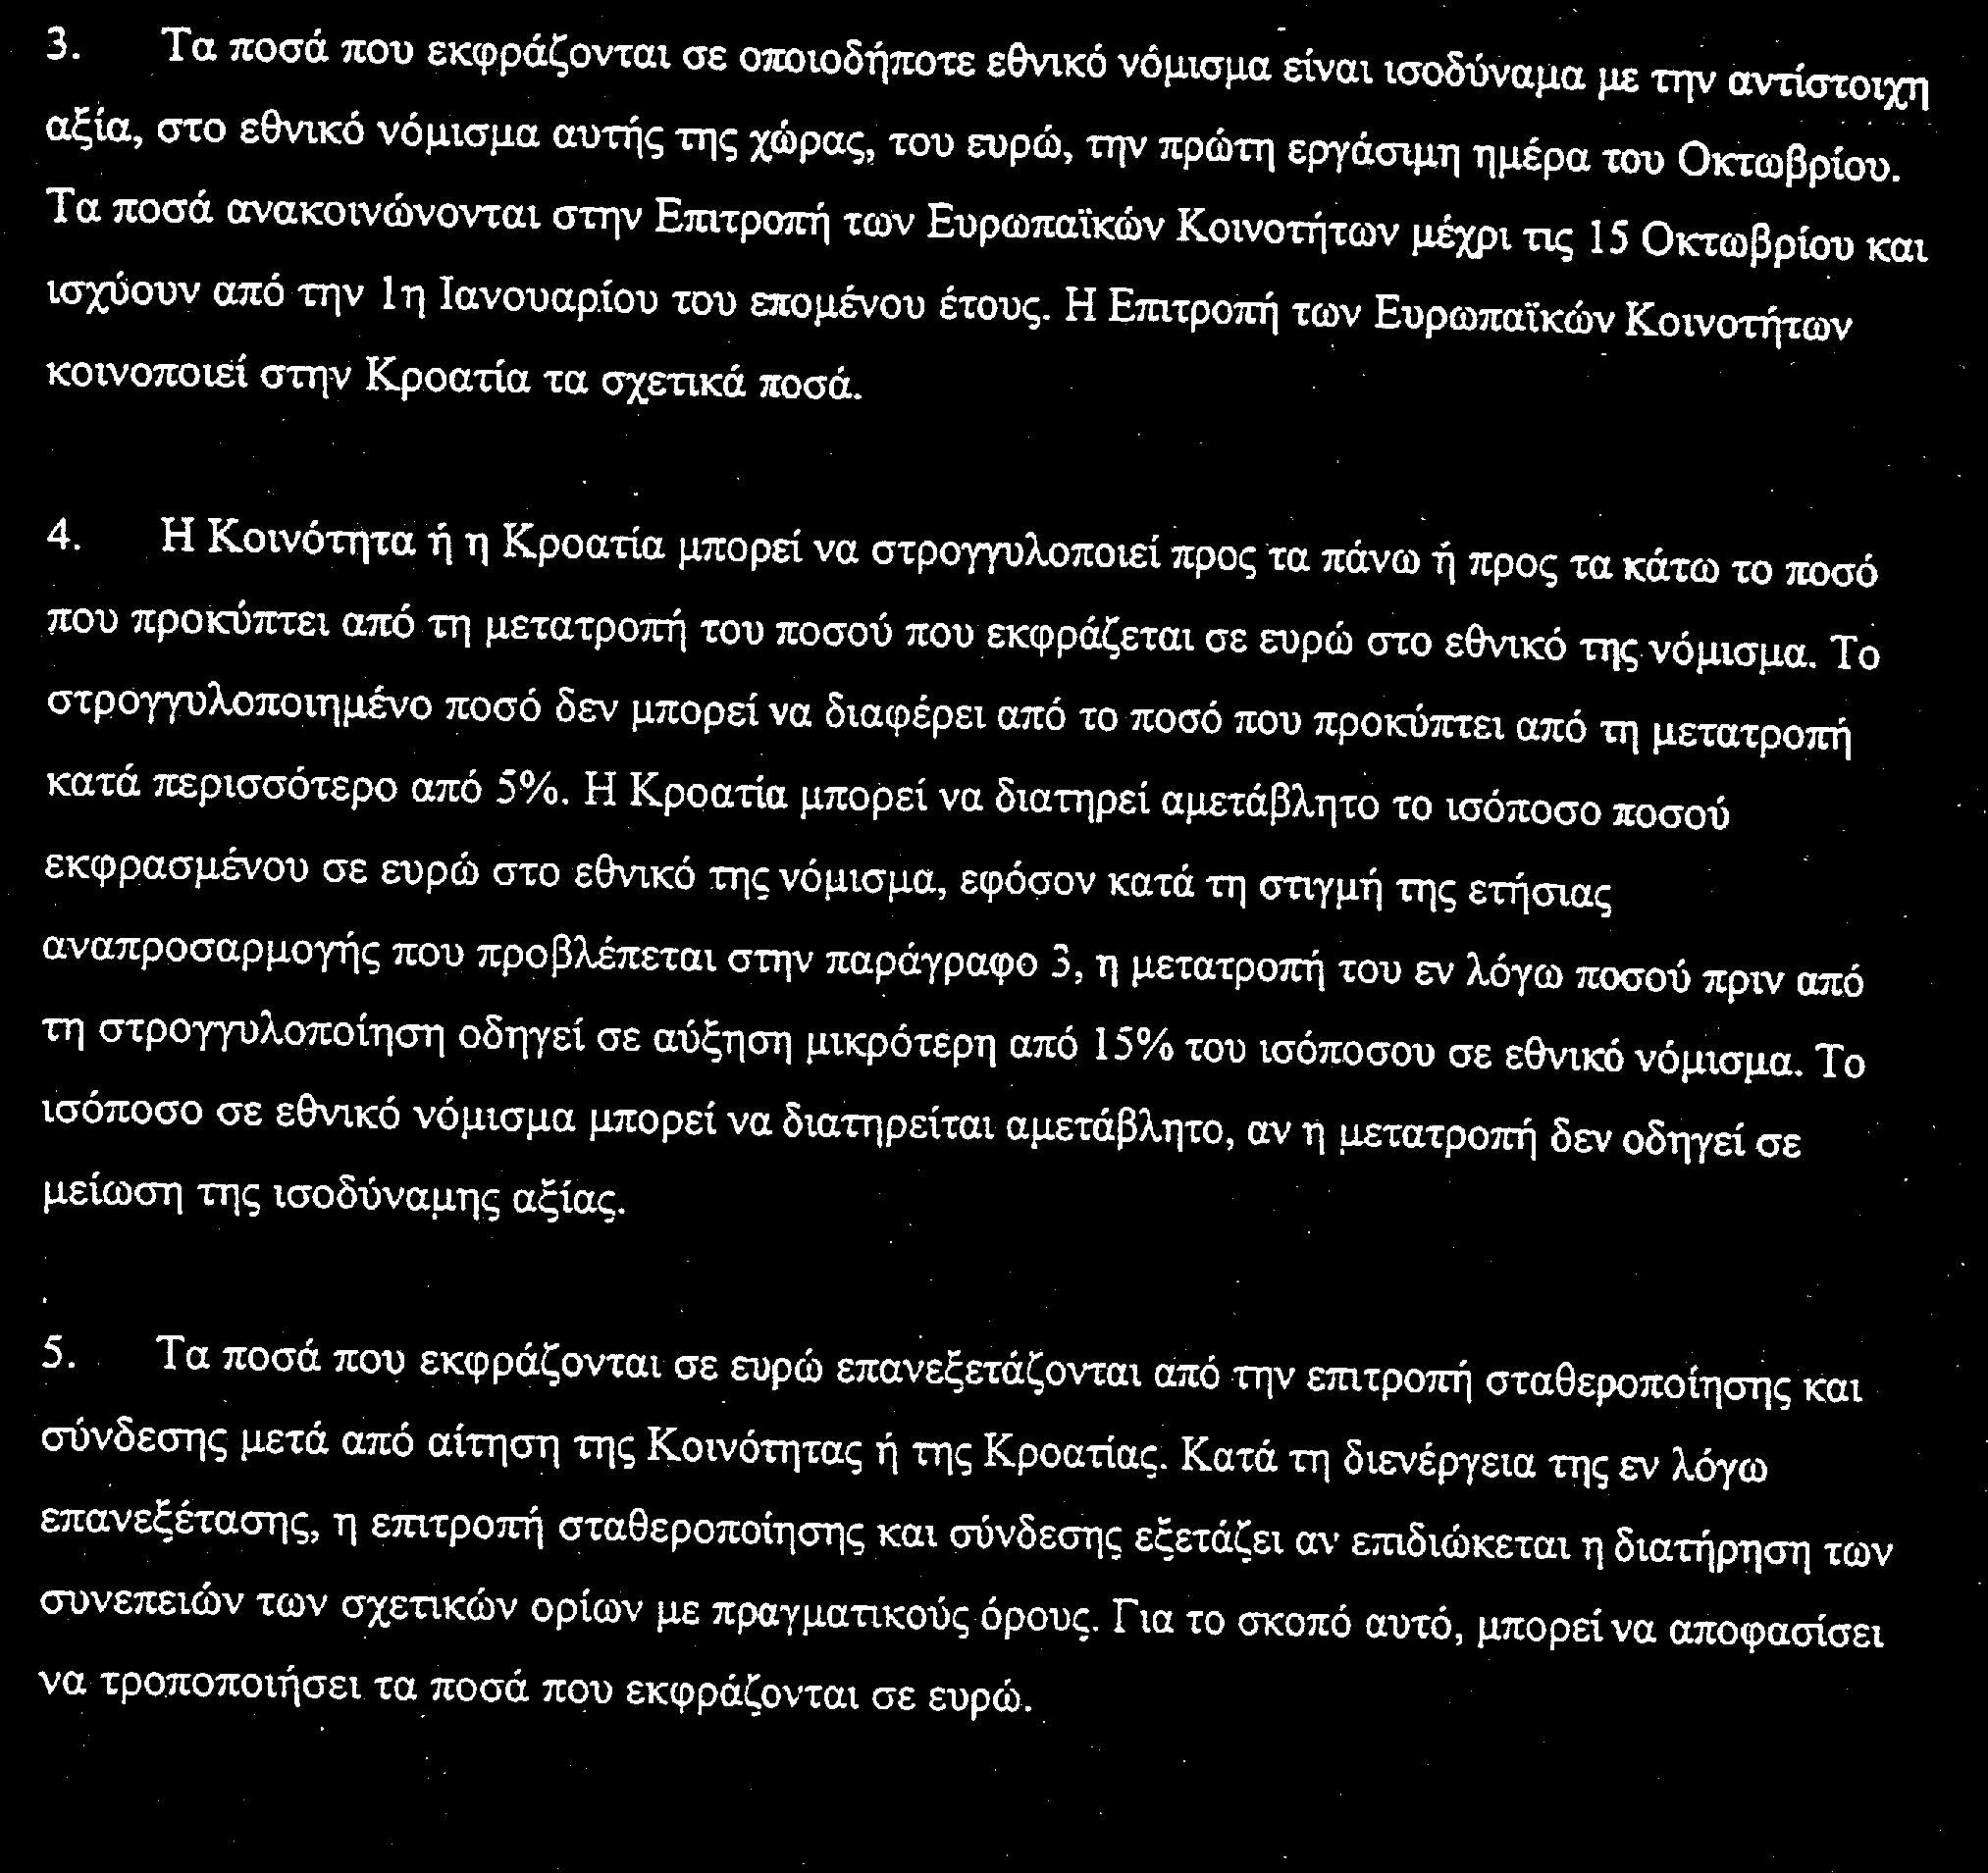 3. Τα ποσά που εκφράζονται σε οποιοδήποτε εθνικό νόμισμα είναι ισοδύναμα με την αντίστοιχη
αξία, στο εθνικό νόμισμα αυτής της χώρας, του ευρώ, την πρώτη εργάσιμη ημέρα του Οκτωβρίου.
Τα ποσά ανακοινώνονται στην Επιτροπή των Ευρωπαϊκών Κοινοτήτων μέχρι τις 15 Οκτωβρίου και
ισχύουν από την 1η Ιανουαρίου του επομένου έτους. Η Επιτροπή των Ευρωπαϊκών Κοινοτήτων
κοινοποιεί στην Κροατία τα σχετικά ποσά.
4. Η Κοινότητα ή η Κροατία μπορεί να στρογγυλοποιεί προς τα πάνω ή προς τα κάτω το ποσό
που προκύπτει από τη μετατροπή του ποσού που εκφράζεται σε ευρώ στο εθνικό της νόμισμα. Το
στρογγυλοποιημένο ποσό δεν μπορεί να διαφέρει από το ποσό που προκύπτει από τη μετατροπή
κατά περισσότερο από 5%. Η Κροατία μπορεί να διατηρεί αμετάβλητο το ισόποσο ποσού
εκφρασμένου σε ευρώ στο εθνικό της νόμισμα, εφόσον κατά τη στιγμή της ετήσιας
αναπροσαρμογής που προβλέπεται στην παράγραφο 3, η μετατροπή του εν λόγω ποσού πριν από
τη στρογγυλοποίηση οδηγεί σε αύξηση μικρότερη από 15% του ισόποσου σε εθνικό νόμισμα. Το
ισόποσο σε εθνικό νόμισμα μπορεί να διατηρείται αμετάβλητο, αν η μετατροπή δεν οδηγεί σε
μείωση της ισοδύναμης αξίας.
5. Τα ποσά που εκφράζονται σε ευρώ επανεξετάζονται από την επιτροπή σταθεροποίησης και
σύνδεσης μετά από αίτηση της Κοινότητας ή της Κροατίας. Κατά τη διενέργεια της εν λόγω
επανεξέτασης, η επιτροπή σταθεροποίησης και σύνδεσης εξετάζει αν επιδιώκεται η διατήρηση των
συνεπειών των σχετικών ορίων με πραγματικούς όρους. Για το σκοπό αυτό, μπορεί να αποφασίσει
να τροποποιήσει τα ποσά που εκφράζονται σε ευρώ.